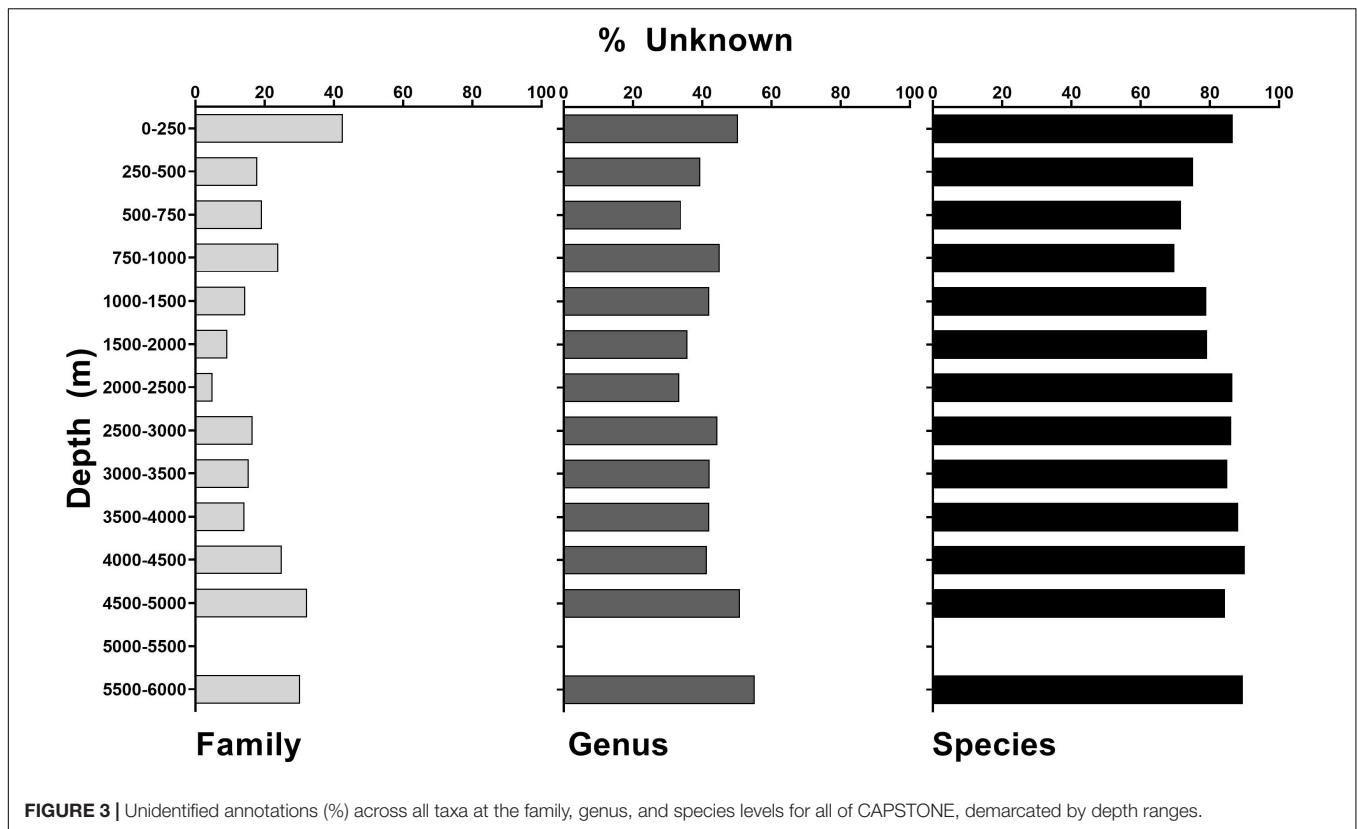 % Unknown
0 20 40 60 80 100 0 20 40 60 80 100 0 20 40 60 80 100
Depth (m)
0-250
250-500
500-750
750-1000
1000-1500
1500-2000
2000-2500
2500-3000
3000-3500
3500-4000
4000-4500
4500-5000
5000-5500
5500-6000
Family Genus Species
FIGURE 3 | Unidentified annotations (%) across all taxa at the family, genus, and species levels for all of CAPSTONE, demarcated by depth ranges.